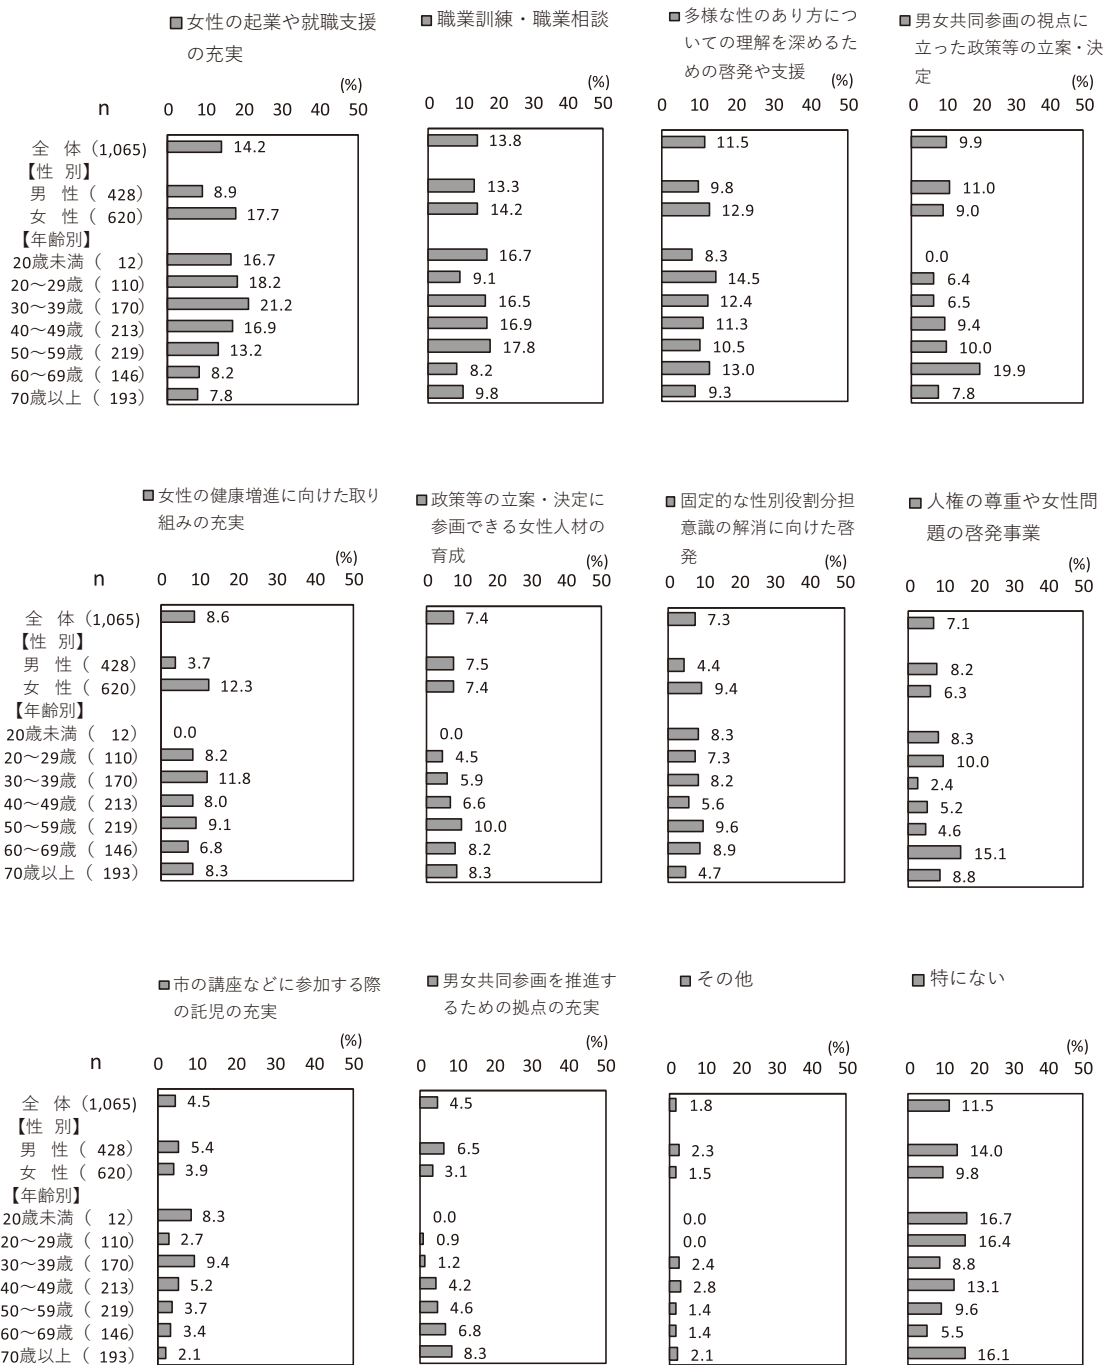 女性の起業や就職支援
の充実
職業訓練・職業相談
多様な性のあり方につ
いての理解を深めるた
めの啓発や支援
男女共同参画の視点に
立った政策等の立案・決
定
(%) (%) (%) (%)
n 0 10 20 30 40 50 0 10 20 30 40 50 0 10 20 30 40 50 0 10 20 30 40 50
全 体 (1,065) 14.2 13.8 11.5 9.9
【性 別】
男 性 ( 428) 8.9 13.3 9.8 11.0
女 性 ( 620) 17.7 14.2 12.9 9.0
【年齢別】
20歳未満 ( 12) 16.7 16.7 8.3 0.0
20～29歳 ( 110) 18.2 9.1 14.5 6.4
30～39歳 ( 170) 21.2 16.5 12.4 6.5
40～49歳 ( 213) 16.9 16.9 11.3 9.4
50～59歳 ( 219) 13.2 17.8 10.5 10.0
60～69歳 ( 146) 8.2 8.2 13.0 19.9
70歳以上 ( 193) 7.8 9.8 9.3 7.8
女性の健康増進に向けた取り
組みの充実
政策等の立案・決定に
参画できる女性人材の
育成
固定的な性別役割分担
意識の解消に向けた啓
発
人権の尊重や女性問
題の啓発事業
(%) (%) (%) (%)
n 0 10 20 30 40 50 0 10 20 30 40 50 0 10 20 30 40 50 0 10 20 30 40 50
全 体 (1,065) 8.6 7.4 7.3 7.1
【性 別】
男 性 ( 428) 3.7 7.5 4.4 8.2
女 性 ( 620) 12.3 7.4 9.4 6.3
【年齢別】
20歳未満 ( 12) 0.0 0.0 8.3 8.3
20～29歳 ( 110) 8.2 4.5 7.3 10.0
30～39歳 ( 170) 11.8 5.9 8.2 2.4
40～49歳 ( 213) 8.0 6.6 5.6 5.2
50～59歳 ( 219) 9.1 10.0 9.6 4.6
60～69歳 ( 146) 6.8 8.2 8.9 15.1
70歳以上 ( 193) 8.3 8.3 4.7 8.8
市の講座などに参加する際
の託児の充実
男女共同参画を推進す
るための拠点の充実
その他
特にない
(%) (%) (%) (%)
n 0 10 20 30 40 50 0 10 20 30 40 50 0 10 20 30 40 50 0 10 20 30 40 50
全 体 (1,065) 4.5 4.5 1.8 11.5
【性 別】
男 性 ( 428) 5.4 6.5 2.3 14.0
女 性 ( 620) 3.9 3.1 1.5 9.8
【年齢別】
20歳未満 ( 12) 8.3 0.0 0.0 16.7
20～29歳 ( 110) 2.7 0.9 0.0 16.4
30～39歳 ( 170) 9.4 1.2 2.4 8.8
40～49歳 ( 213) 5.2 4.2 2.8 13.1
50～59歳 ( 219) 3.7 4.6 1.4 9.6
60～69歳 ( 146) 3.4 6.8 1.4 5.5
70歳以上 ( 193) 2.1 8.3 2.1 16.1